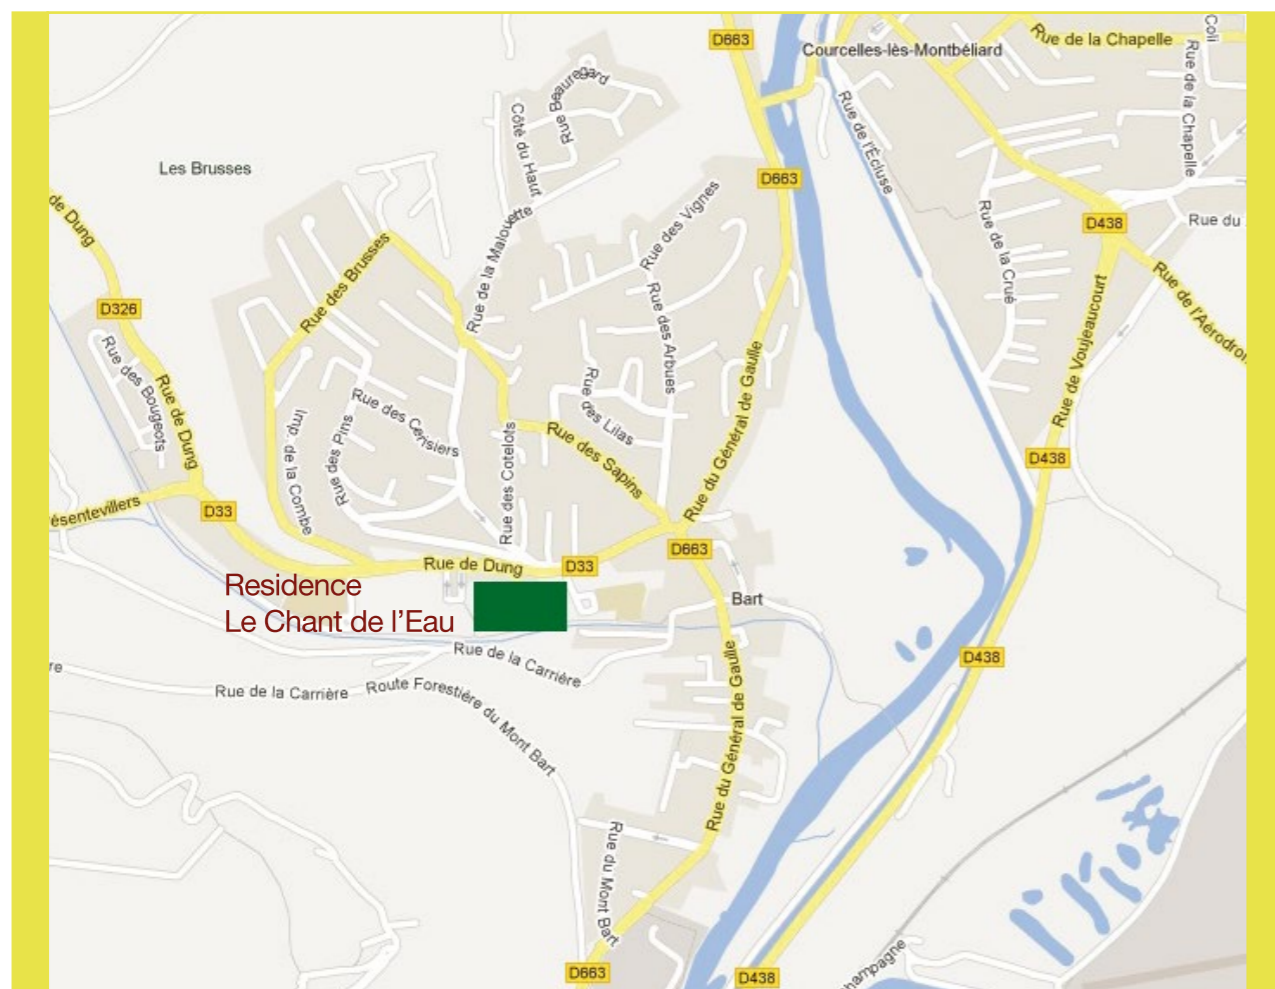 D663
Courcelles-lès-Montbéliard
Rue de la Chapelle
Coli
Rue de la Chapelle
Rue Beauregard
Côté du Haut
Rue de l'Écluse
Les Brusses
D663
de Dung
Rue des Vignes
Rue de la Malouette
Rue de la Crué
D438
Rue du
Rue des Brusses
Rue de l'Aérodro
D326
Rue des Arbues
Rue de Voujeaucourt
Rue des Bougeots
Rue de Dung
Rue du Général de Gaulle
Rue des Lilas
Rue des Cerisiers
Imp. de la Combe
Rue des Pins
Rue des Cotelots
Rue des Sapins
D438
ésentevillers
D33
D663
Rue de Dung
D33
Residence
Le Chant de l'Eau
Bart
Rue de la Carrière
D438
re
Rue de la Carrière
Route Forestière du Mont Bart
Rue du Général de Gaulle
Rue du Mont Bart
D663
D438
hampagne